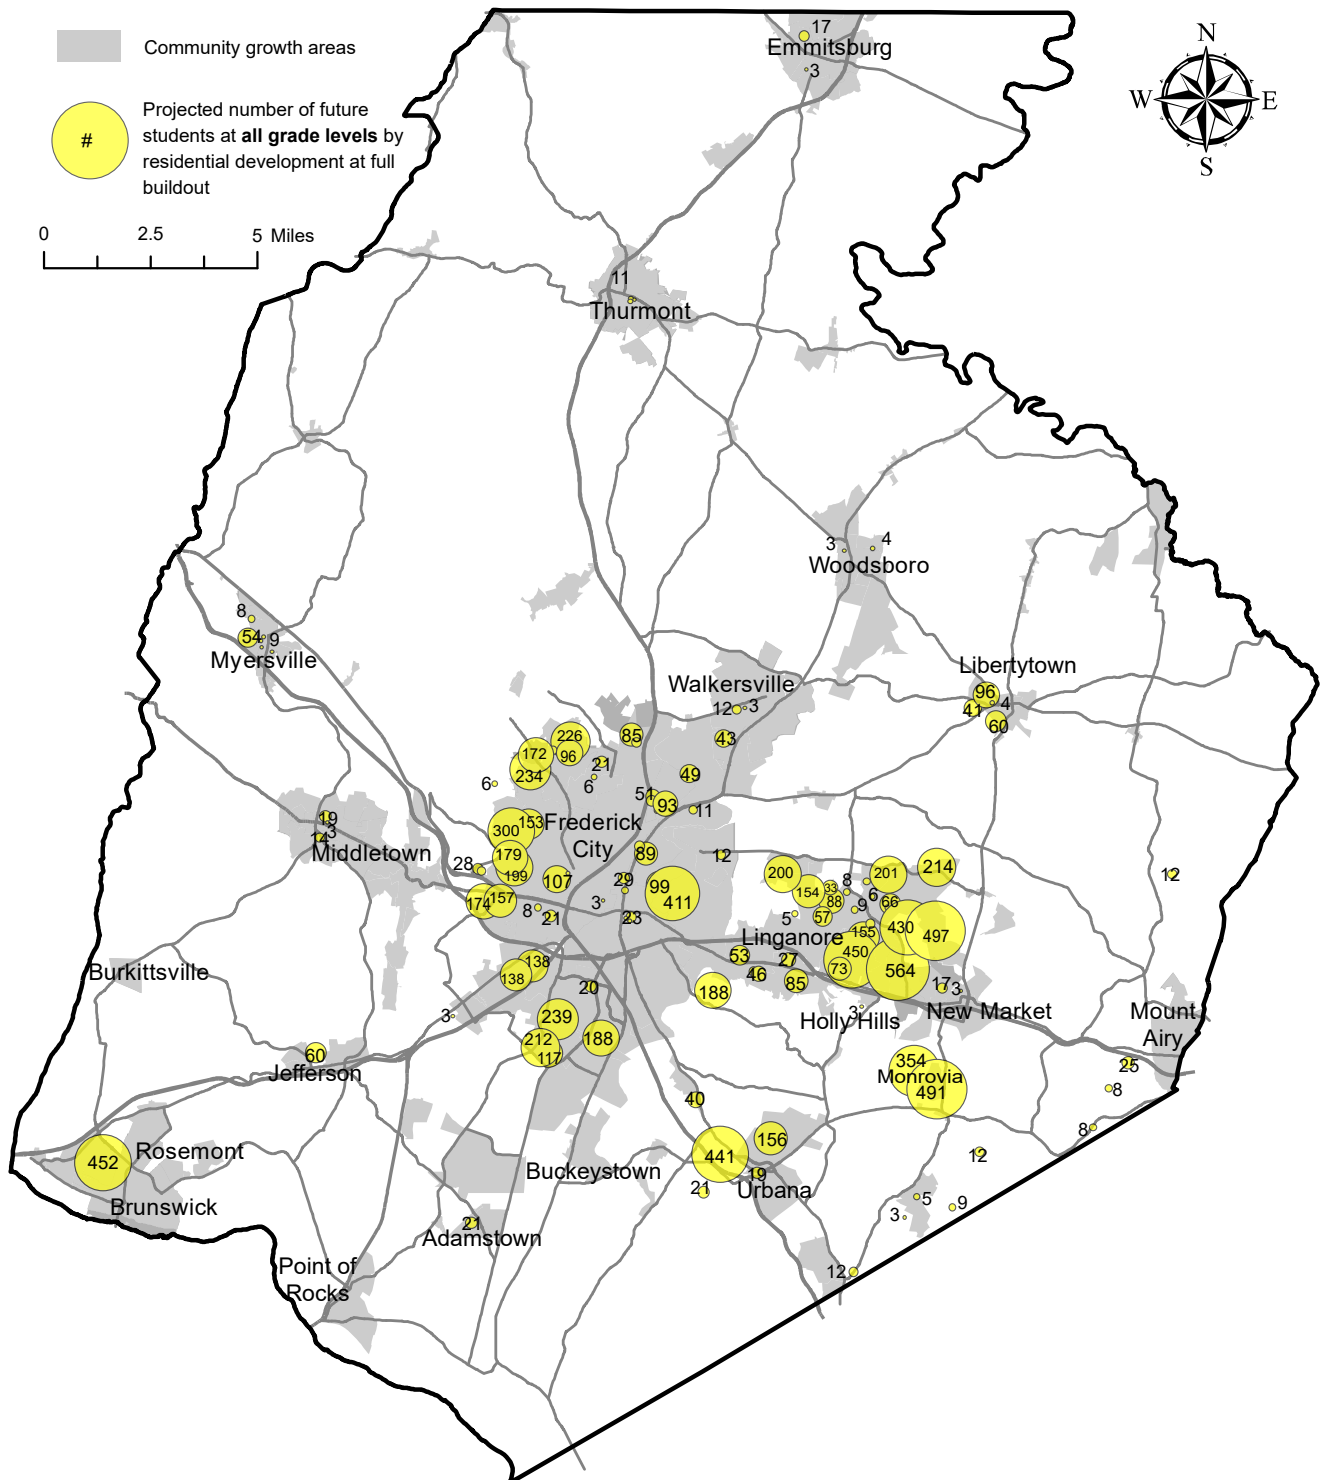 Community growth areas
#
Projected number of future
students at all grade levels by
residential development at full
buildout
0 2.5 5 Miles
N
W E
S
17
Emmitsburg
3
11
Thurmont
3 4
Woodsboro
8
54 9
Myersville
Libertytown
96
41 4
60
Walkersville
12 3
43
226
85
172 96
234
21
6
6
49
51
93
11
153
300
Frederick
City
19
3
14
Middletown
179
199
28
89
12
107
29
99
411
174
157
8
21
3
23
200
154
33
88
57
5
8
201
6
66
9
214
12
430
497
155
450
73
564
Linganore
53
27
46
85
188
17 3
3
Holly Hills
New Market
Mount
Airy
Burkittsville
138
138
20
3
239
212
117
188
60
Jefferson
354
Monrovia
491
25
8
8
40
156
441
19
21
Urbana
12
5
9
3
12
452
Rosemont
Brunswick
Buckeystown
21
Adamstown
Point of
Rocks